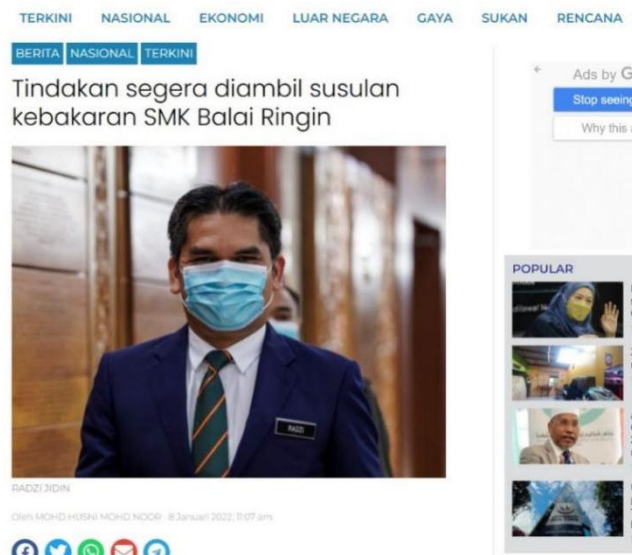 TERKINI NASIONAL EKONOMI LUAR NEGARA GAYA SUKAN RENCANA
BERITA NASIONAL TERKINI
Tindakan segera diambil susulan
kebakaran SMK Balai Ringin
RADZI
RADZI JIDIN
Oleh MOHD HUSNI MOHD NOOR 8 Januari 2022, 11:07 am
Ads by G
Stop seeing
Why this a
POPULAR